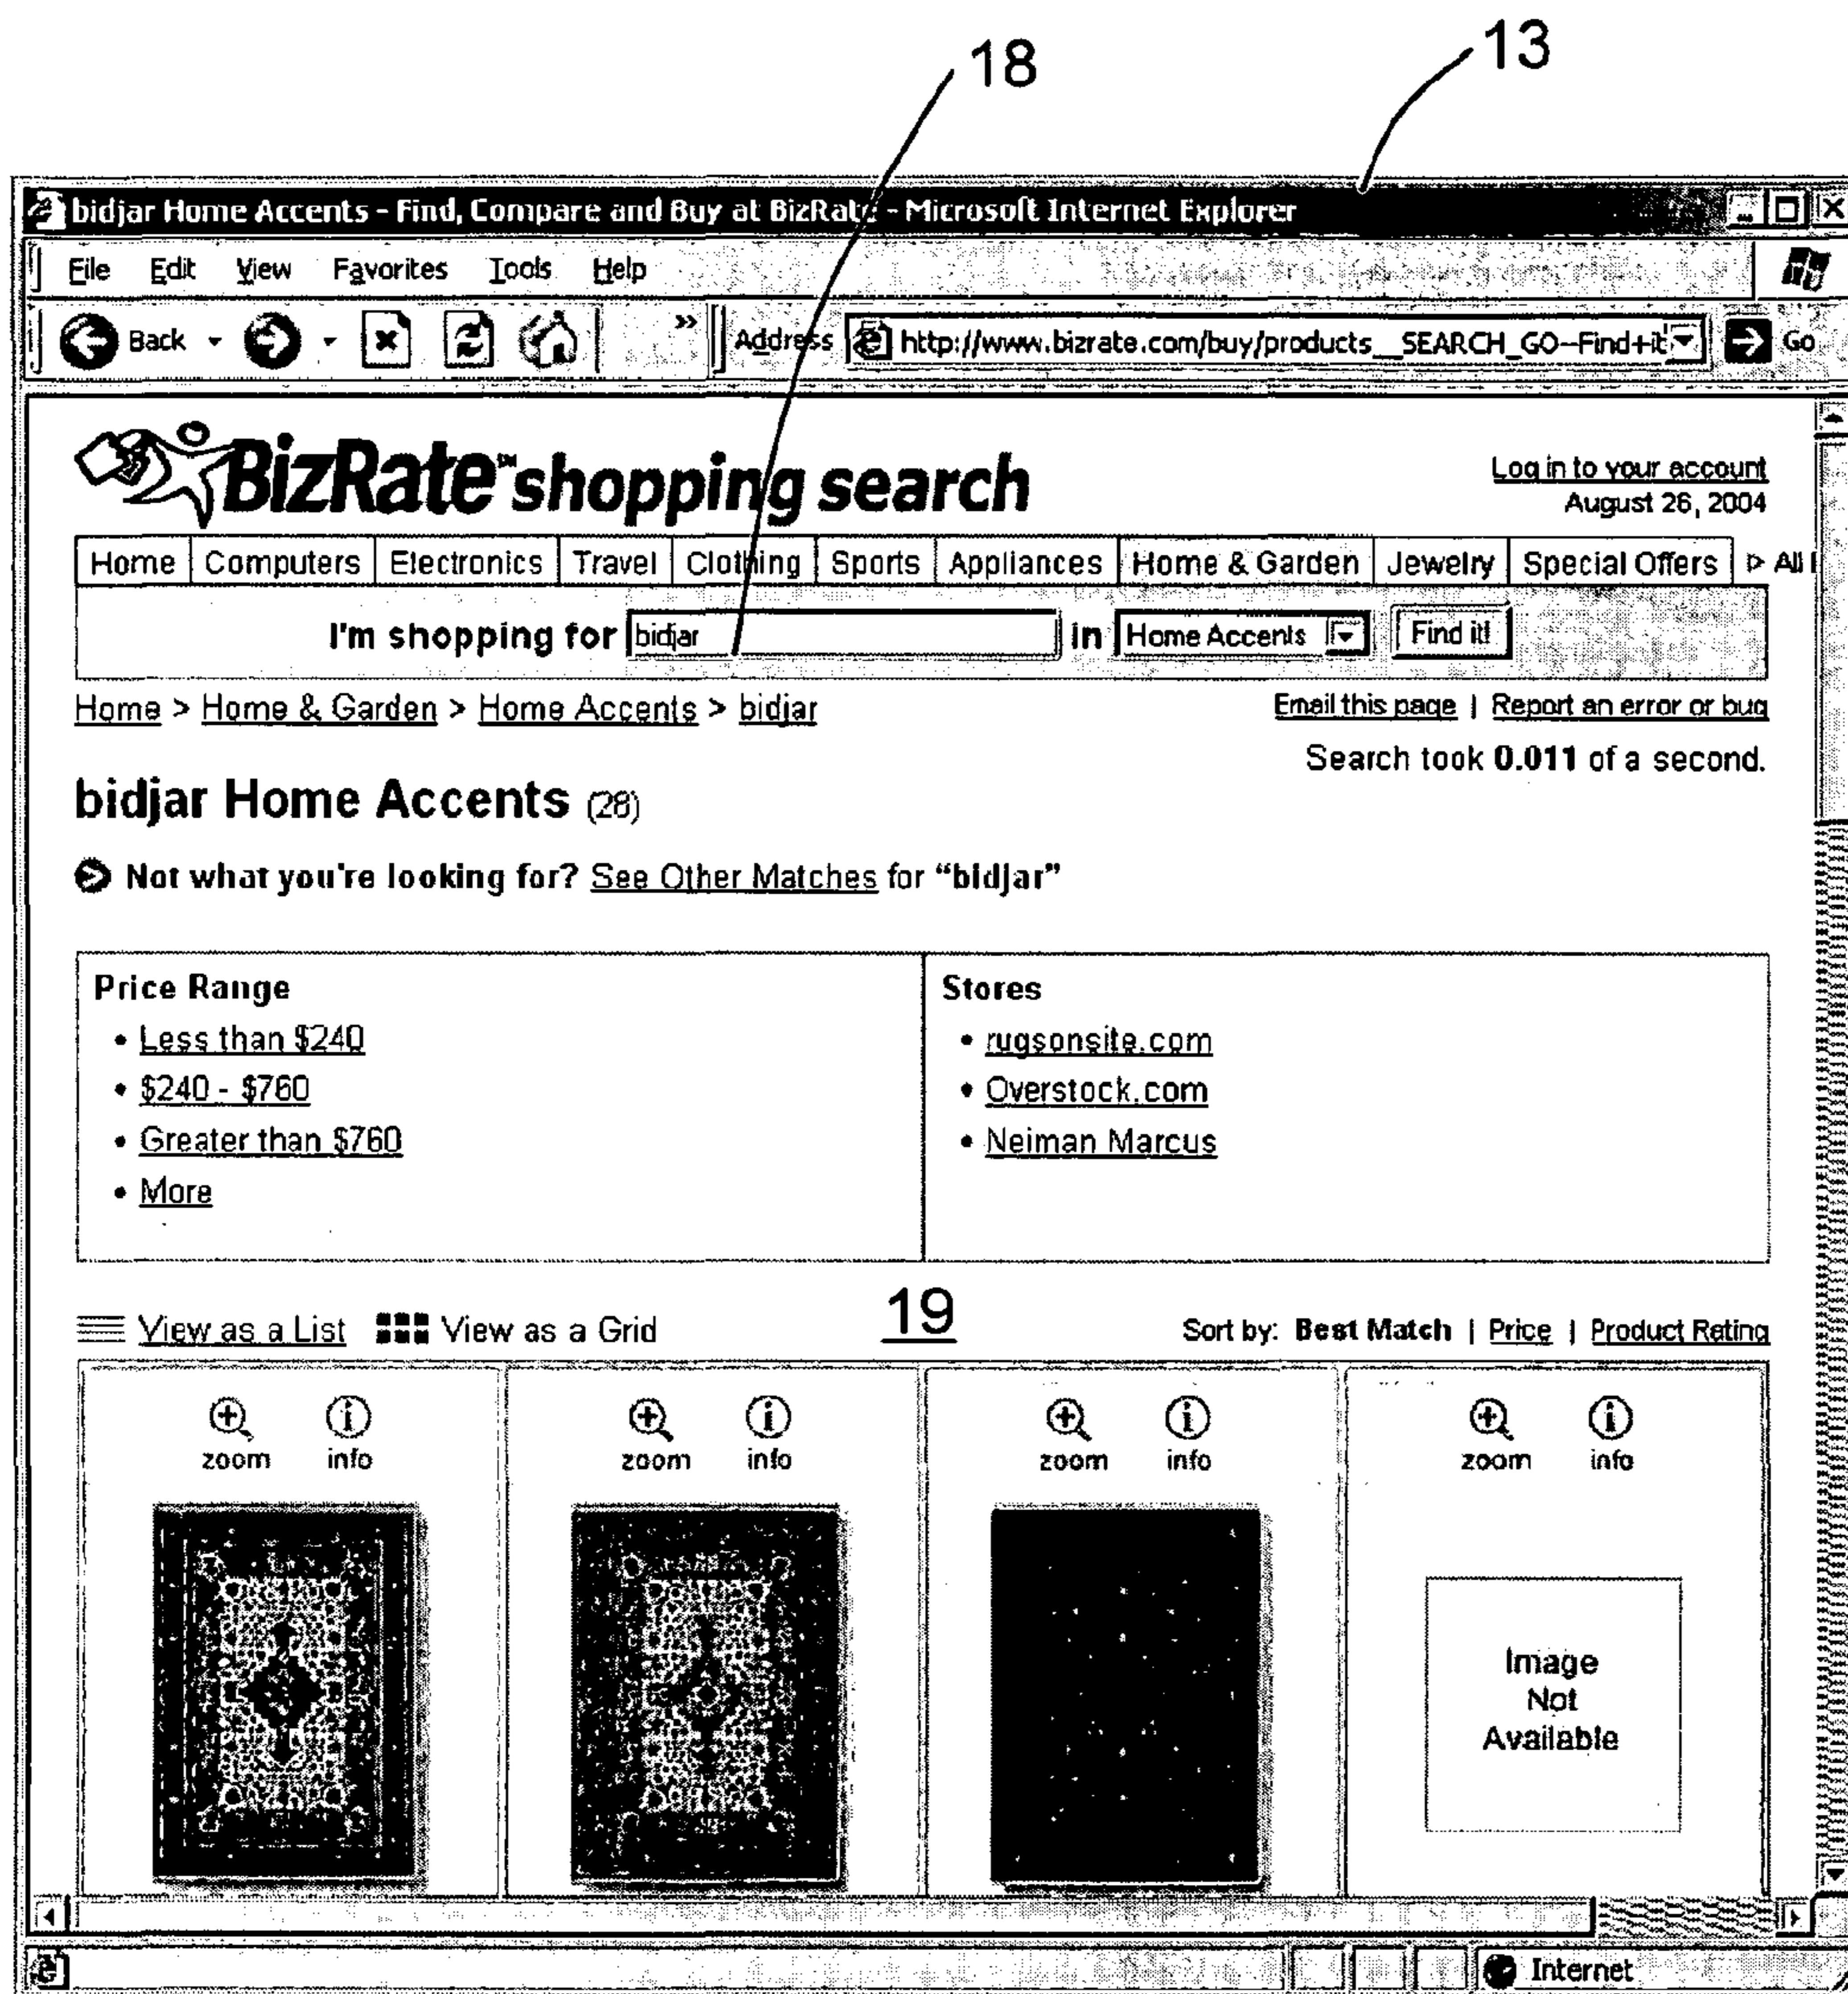 18
13
bidjar Home Accents - Find, Compare and Buy at BizRate - Microsoft Internet Explorer
File Edit View Favorites Tools Help
Back » Address http://www.bizrate.com/buy/products__SEARCH_GO--Find+it Go
BizRate™ shopping search
Log in to your account
August 26, 2004
Home Computers Electronics Travel Clothing Sports Appliances Home & Garden Jewelry Special Offers All
I'm shopping for bidjar in Home Accents Find it!
Home > Home & Garden > Home Accents > bidjar Email this page | Report an error or bug
Search took 0.011 of a second.
bidjar Home Accents (28)
Not what you're looking for? See Other Matches for “bidjar”
Price Range
• Less than $240
• $240 - $760
• Greater than $760
• More
Stores
• rugsonsite.com
• Overstock.com
• Neiman Marcus
View as a List View as a Grid 19 Sort by: Best Match | Price | Product Rating
zoom info zoom info zoom info zoom info
Image
Not
Available
Internet